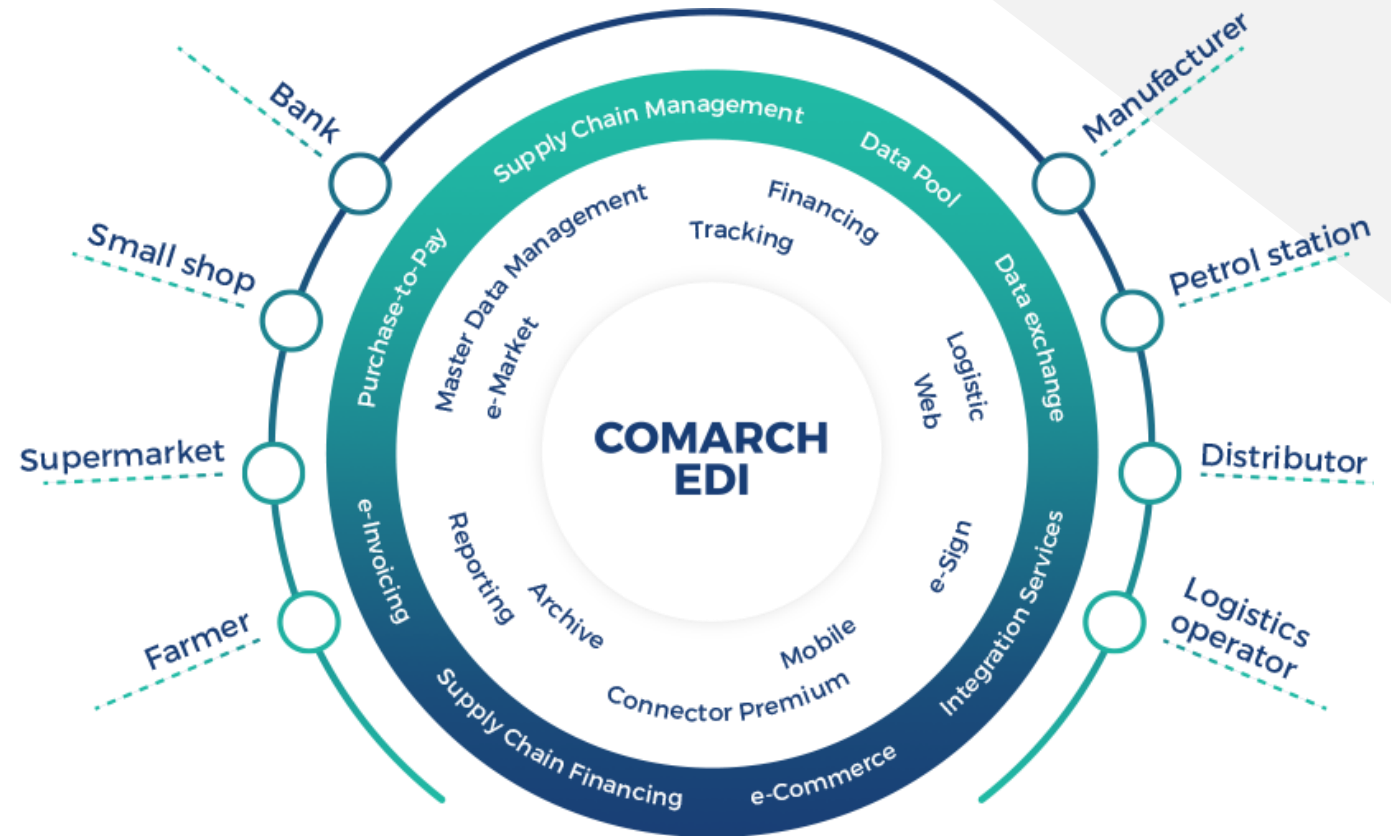 Bank
Small shop
Supermarket
Farmer
Manufacturer
Petrol station
Distributor
Logistics
operator
Supply Chain Management
Data Pool
Data exchange
Integration Services
e-Commerce
Supply Chain Financing
e-Invoicing
Purchase-to-Pay
Master Data Management
e-Market
Tracking
Financing
Logistic
Web
e-Sign
Mobile
Connector Premium
Archive
Reporting
COMARCH
EDI